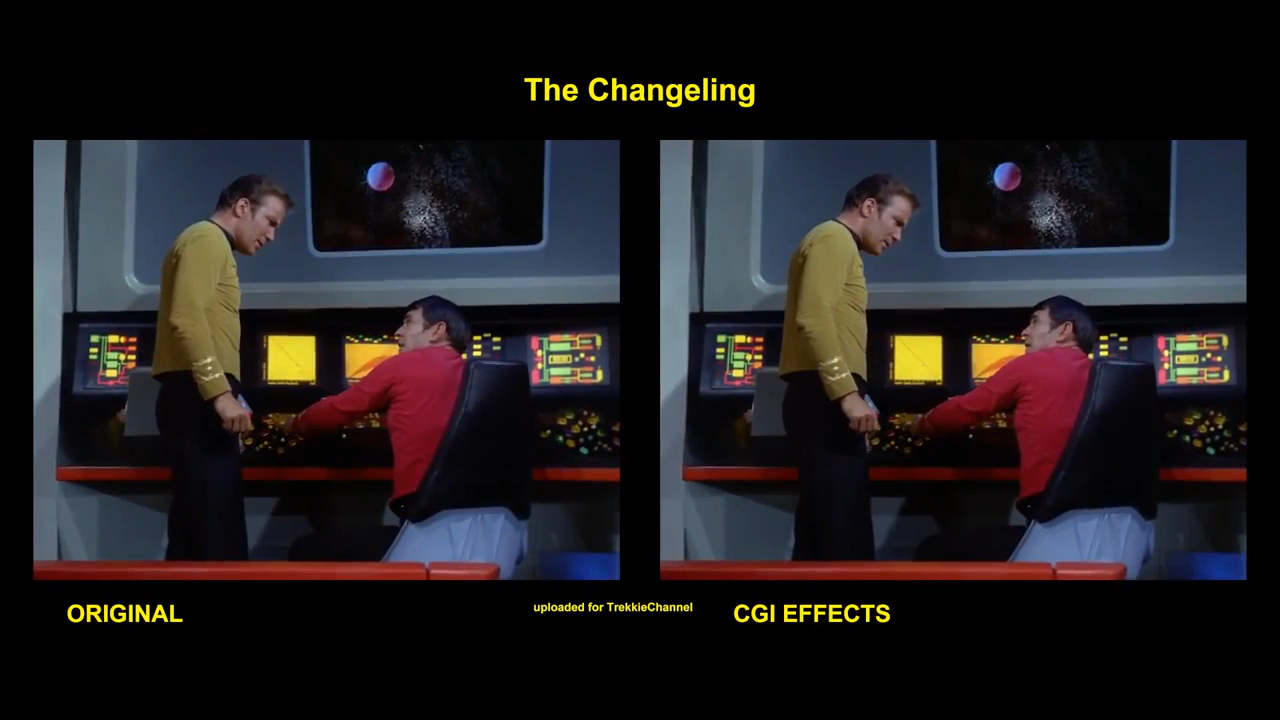 The Changeling
ORIGINAL
uploaded for TrekkieChannel
CGI EFFECTS